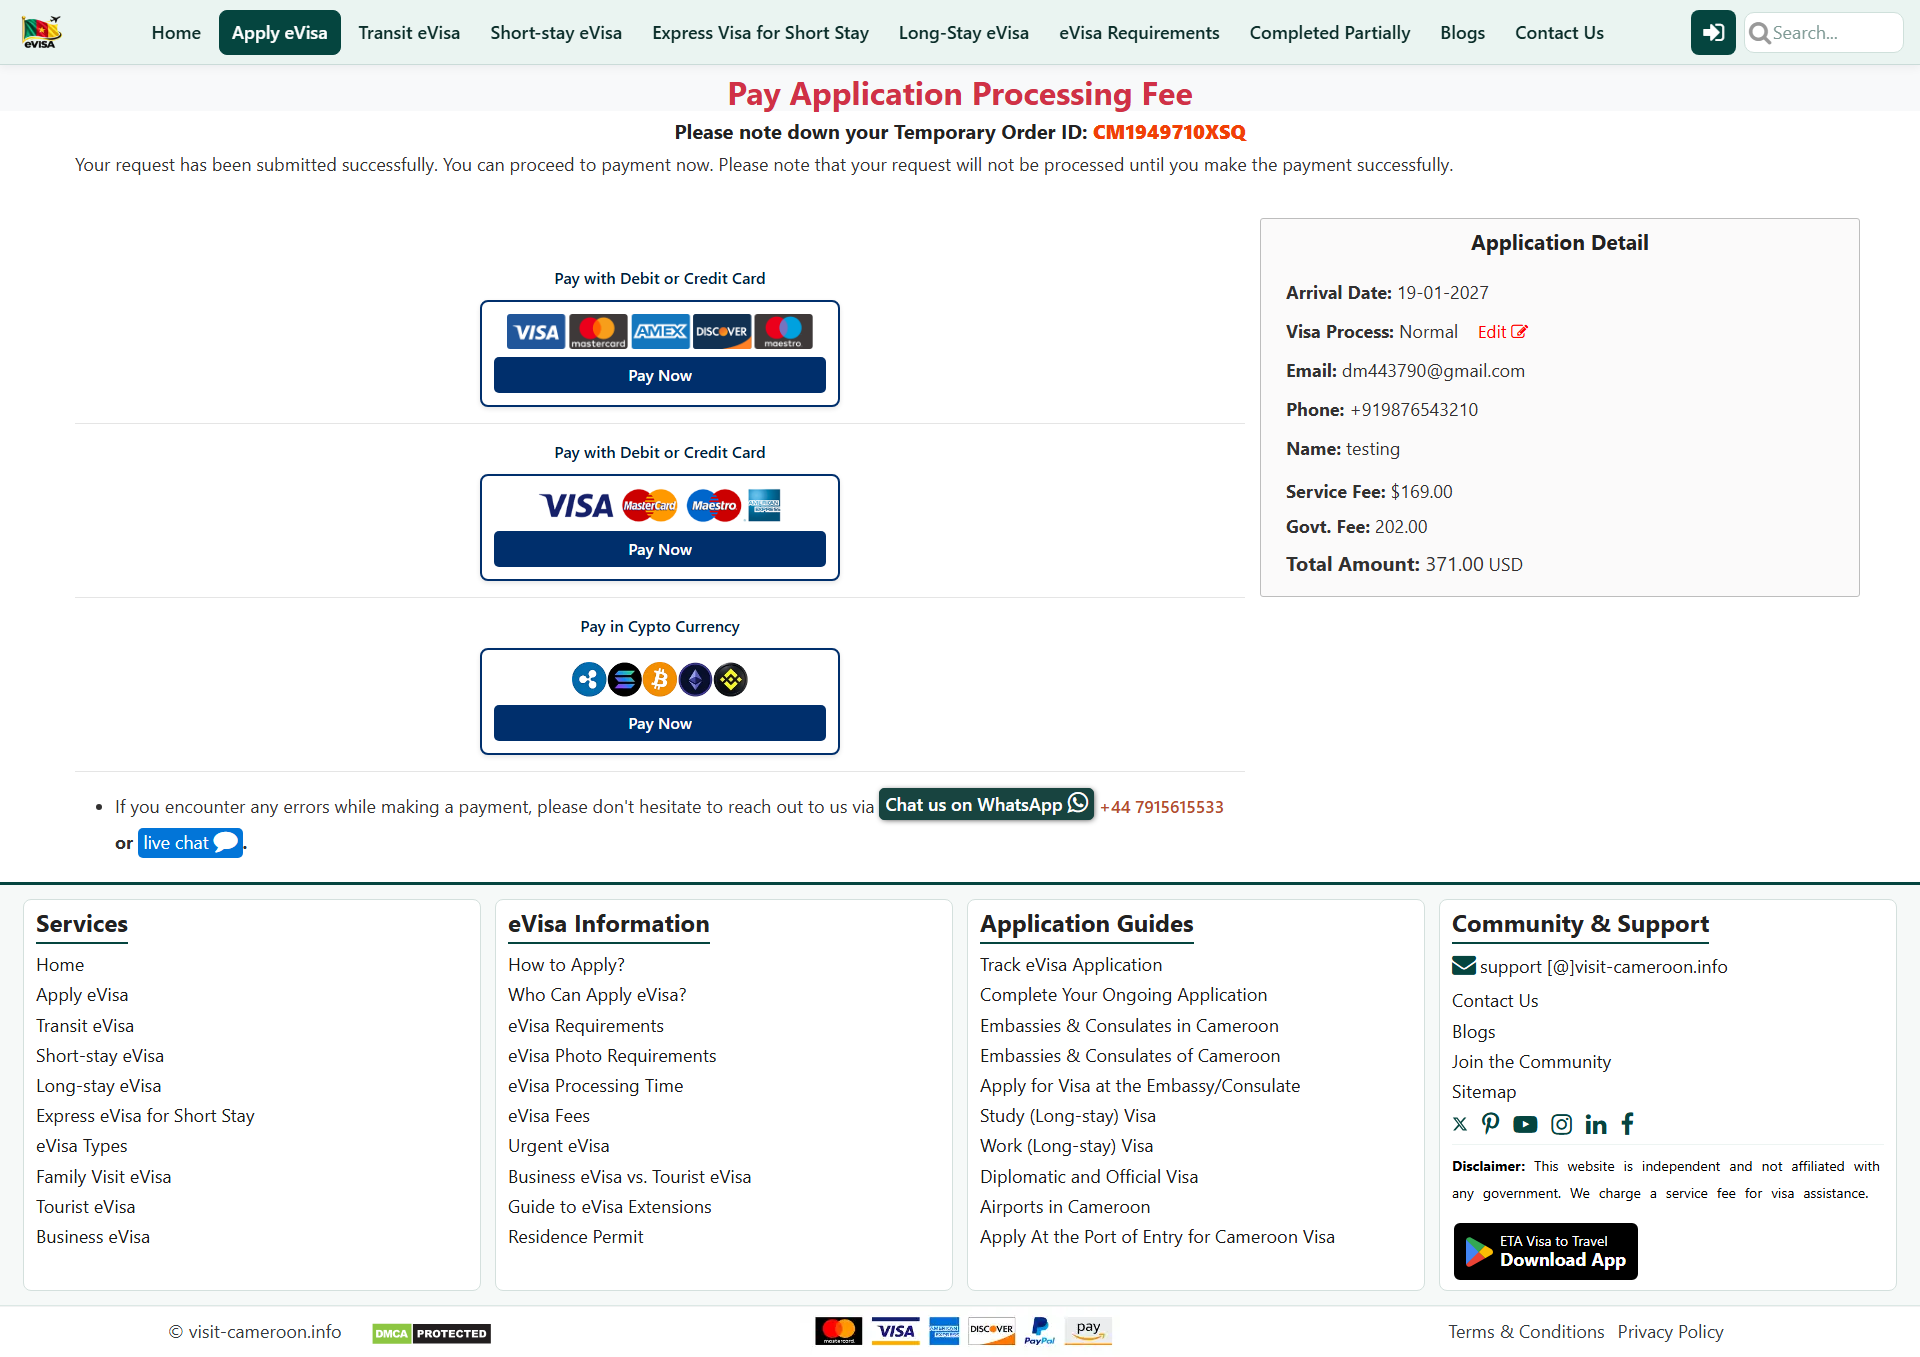 eVISA
Home
Apply eVisa
Transit eVisa
Short-stay eVisa
Express Visa for Short Stay
Long-Stay eVisa
eVisa Requirements
Completed Partially
Blogs
Contact Us
Search...
Pay Application Processing Fee
Please note down your Temporary Order ID: CM1949710XSQ
Your request has been submitted successfully. You can proceed to payment now. Please note that your request will not be processed until you make the payment successfully.
Pay with Debit or Credit Card
VISA mastercard AMEX DISCOVER maestro
Pay Now
Pay with Debit or Credit Card
VISA MasterCard Maestro AMERICAN EXPRESS
Pay Now
Pay in Cypto Currency
Pay Now
If you encounter any errors while making a payment, please don't hesitate to reach out to us via Chat us on WhatsApp +44 7915615533
or live chat .
Application Detail
Arrival Date: 19-01-2027
Visa Process: Normal Edit
Email: dm443790@gmail.com
Phone: +919876543210
Name: testing
Service Fee: $169.00
Govt. Fee: 202.00
Total Amount: 371.00 USD
Services
Home
Apply eVisa
Transit eVisa
Short-stay eVisa
Long-stay eVisa
Express eVisa for Short Stay
eVisa Types
Family Visit eVisa
Tourist eVisa
Business eVisa
eVisa Information
How to Apply?
Who Can Apply eVisa?
eVisa Requirements
eVisa Photo Requirements
eVisa Processing Time
eVisa Fees
Urgent eVisa
Business eVisa vs. Tourist eVisa
Guide to eVisa Extensions
Residence Permit
Application Guides
Track eVisa Application
Complete Your Ongoing Application
Embassies & Consulates in Cameroon
Embassies & Consulates of Cameroon
Apply for Visa at the Embassy/Consulate
Study (Long-stay) Visa
Work (Long-stay) Visa
Diplomatic and Official Visa
Airports in Cameroon
Apply At the Port of Entry for Cameroon Visa
Community & Support
support [@]visit-cameroon.info
Contact Us
Blogs
Join the Community
Sitemap
Disclaimer: This website is independent and not affiliated with
any government. We charge a service fee for visa assistance.
ETA Visa to Travel
Download App
© visit-cameroon.info
DMCA PROTECTED
mastercard VISA AMERICAN EXPRESS DISCOVER PayPal pay
Terms & Conditions
Privacy Policy